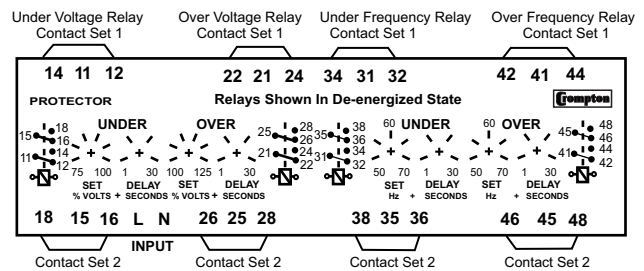 Under Voltage Relay Over Voltage Relay Under Frequency Relay Over Frequency Relay
Contact Set 1 Contact Set 1 Contact Set 1 Contact Set 1
14 11 12 22 21 24 34 31 32 42 41 44
PROTECTOR Relays Shown In De-energized State Crompton
UNDER OVER UNDER OVER
15 18 16 25 28 26 35 38 36 60 60 45 48 46
11 14 12 21 24 22 31 34 32 41 44 42
75 100 1 30 100 125 1 30 50 70 1 30 50 70 1 30
SET DELAY SET DELAY SET DELAY SET DELAY
% VOLTS + SECONDS % VOLTS + SECONDS Hz + SECONDS Hz + SECONDS
18 15 16 L N 26 25 28 38 35 36 46 45 48
INPUT
Contact Set 2 Contact Set 2 Contact Set 2 Contact Set 2